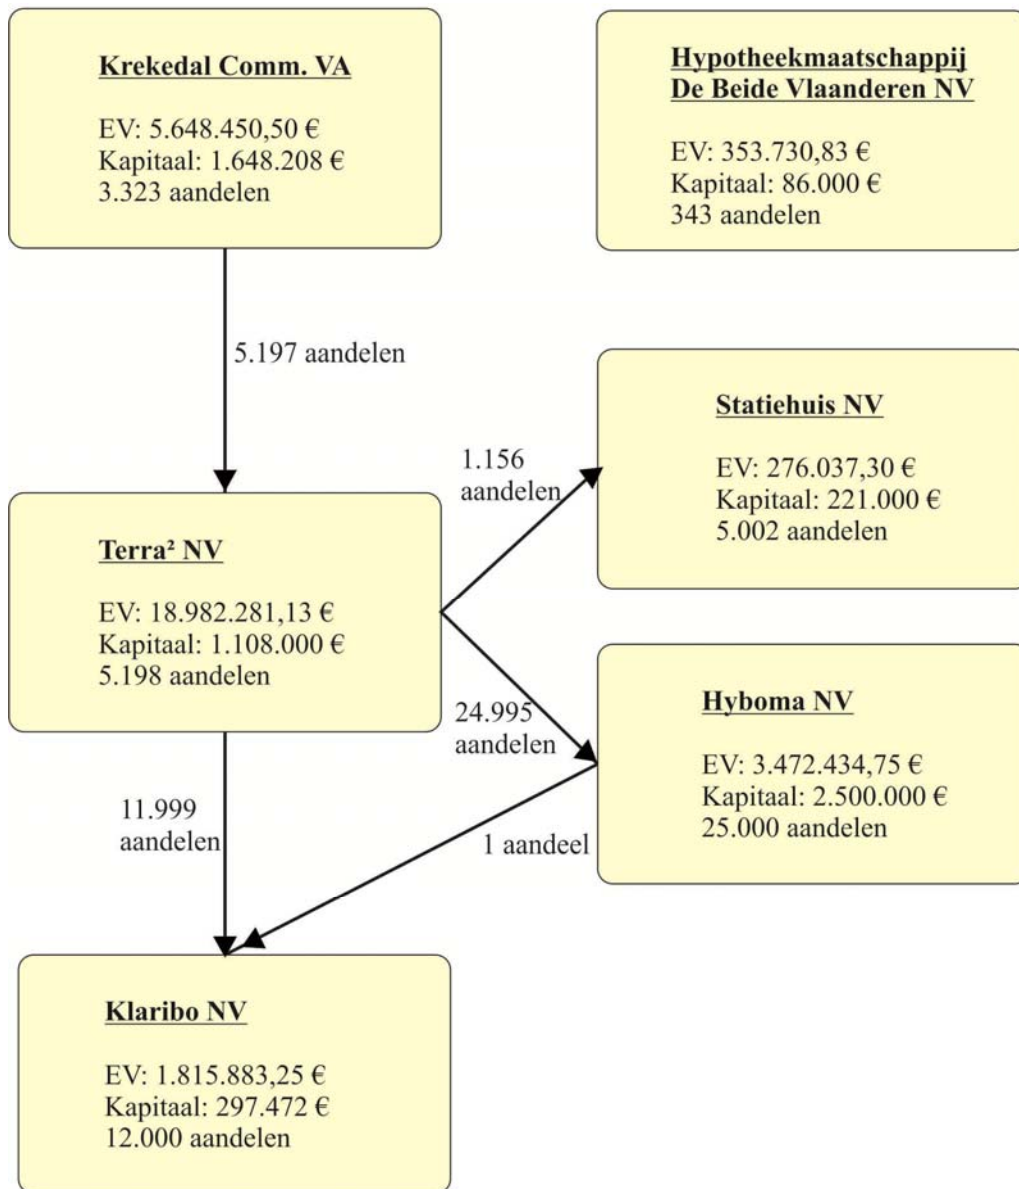 Krekedal Comm. VA
EV: 5.648.450,50 €
Kapitaal: 1.648.208 €
3.323 aandelen
Hypotheekmaatschappij
De Beide Vlaanderen NV
EV: 353.730,83 €
Kapitaal: 86.000 €
343 aandelen
5.197 aandelen
Statiehuis NV
EV: 276.037,30 €
Kapitaal: 221.000 €
5.002 aandelen
1.156
aandelen
Terra² NV
EV: 18.982.281,13 €
Kapitaal: 1.108.000 €
5.198 aandelen
24.995
aandelen
Hyboma NV
EV: 3.472.434,75 €
Kapitaal: 2.500.000 €
25.000 aandelen
11.999
aandelen
1 aandeel
Klaribo NV
EV: 1.815.883,25 €
Kapitaal: 297.472 €
12.000 aandelen